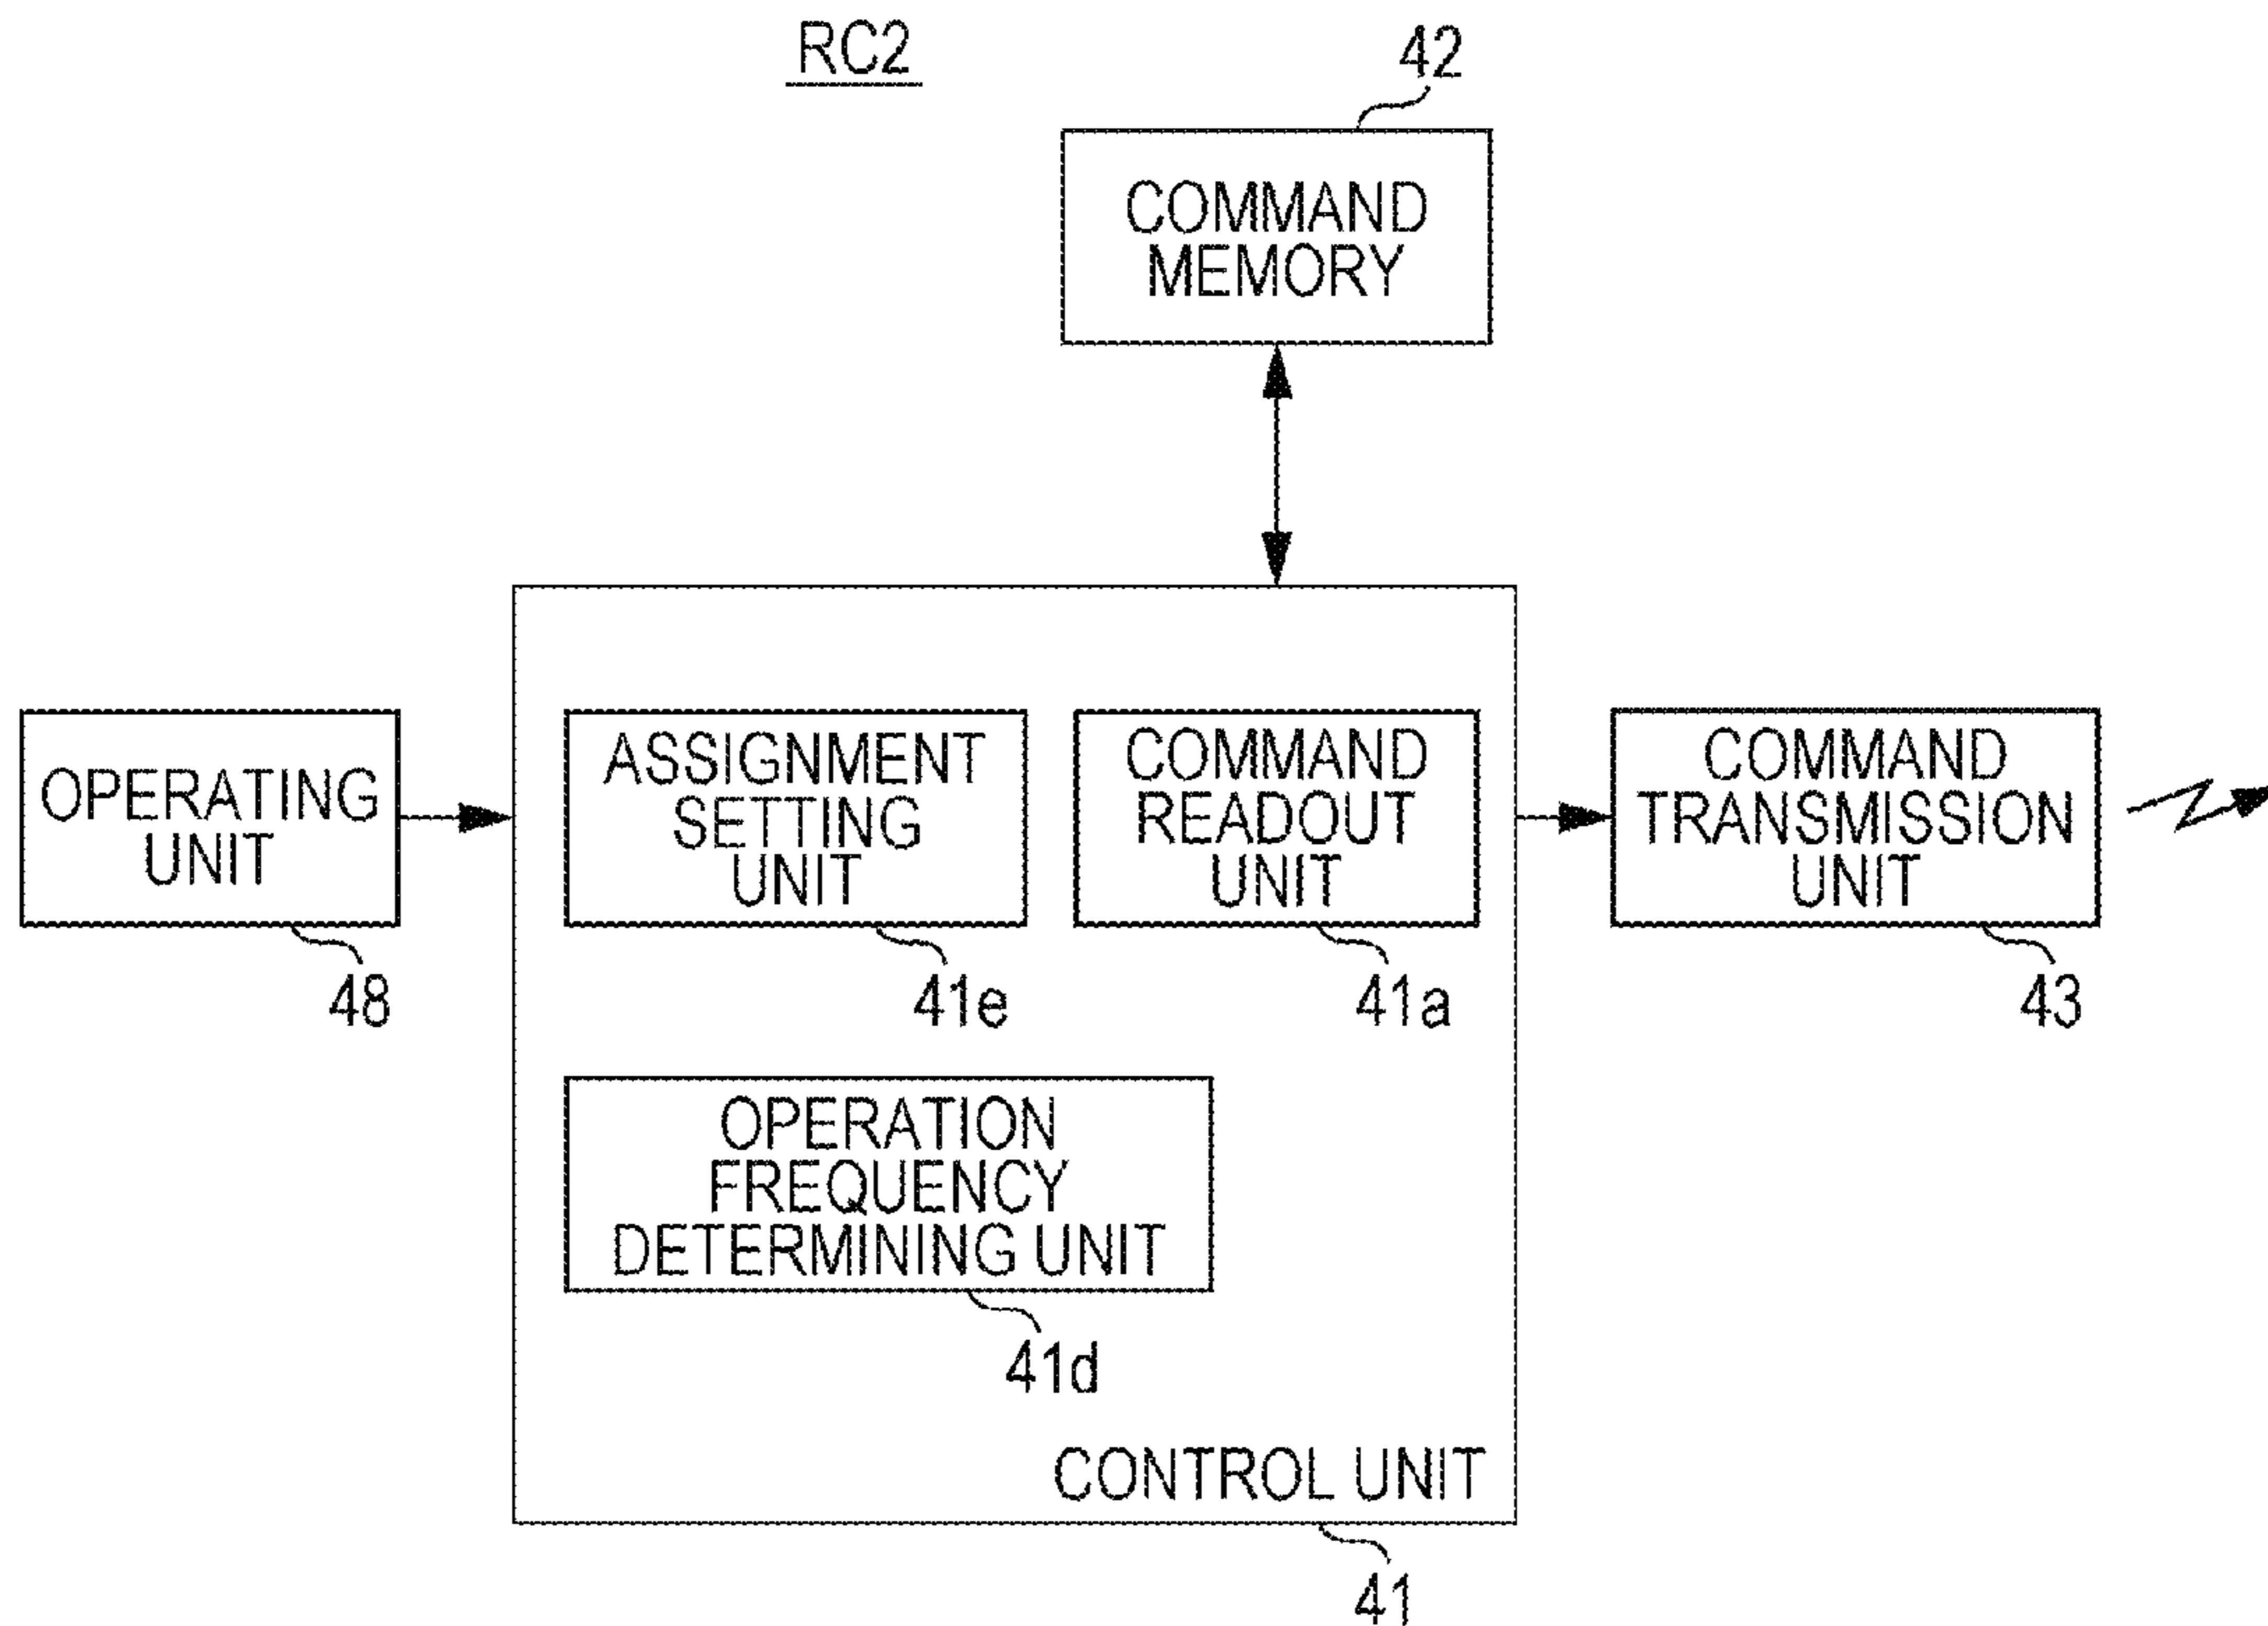 RC2
42
COMMAND
MEMORY
OPERATING
UNIT
48
ASSIGNMENT
SETTING
UNIT
41e
COMMAND
READOUT
UNIT
41a
COMMAND
TRANSMISSION
UNIT
43
OPERATION
FREQUENCY
DETERMINING UNIT
41d
CONTROL UNIT
41